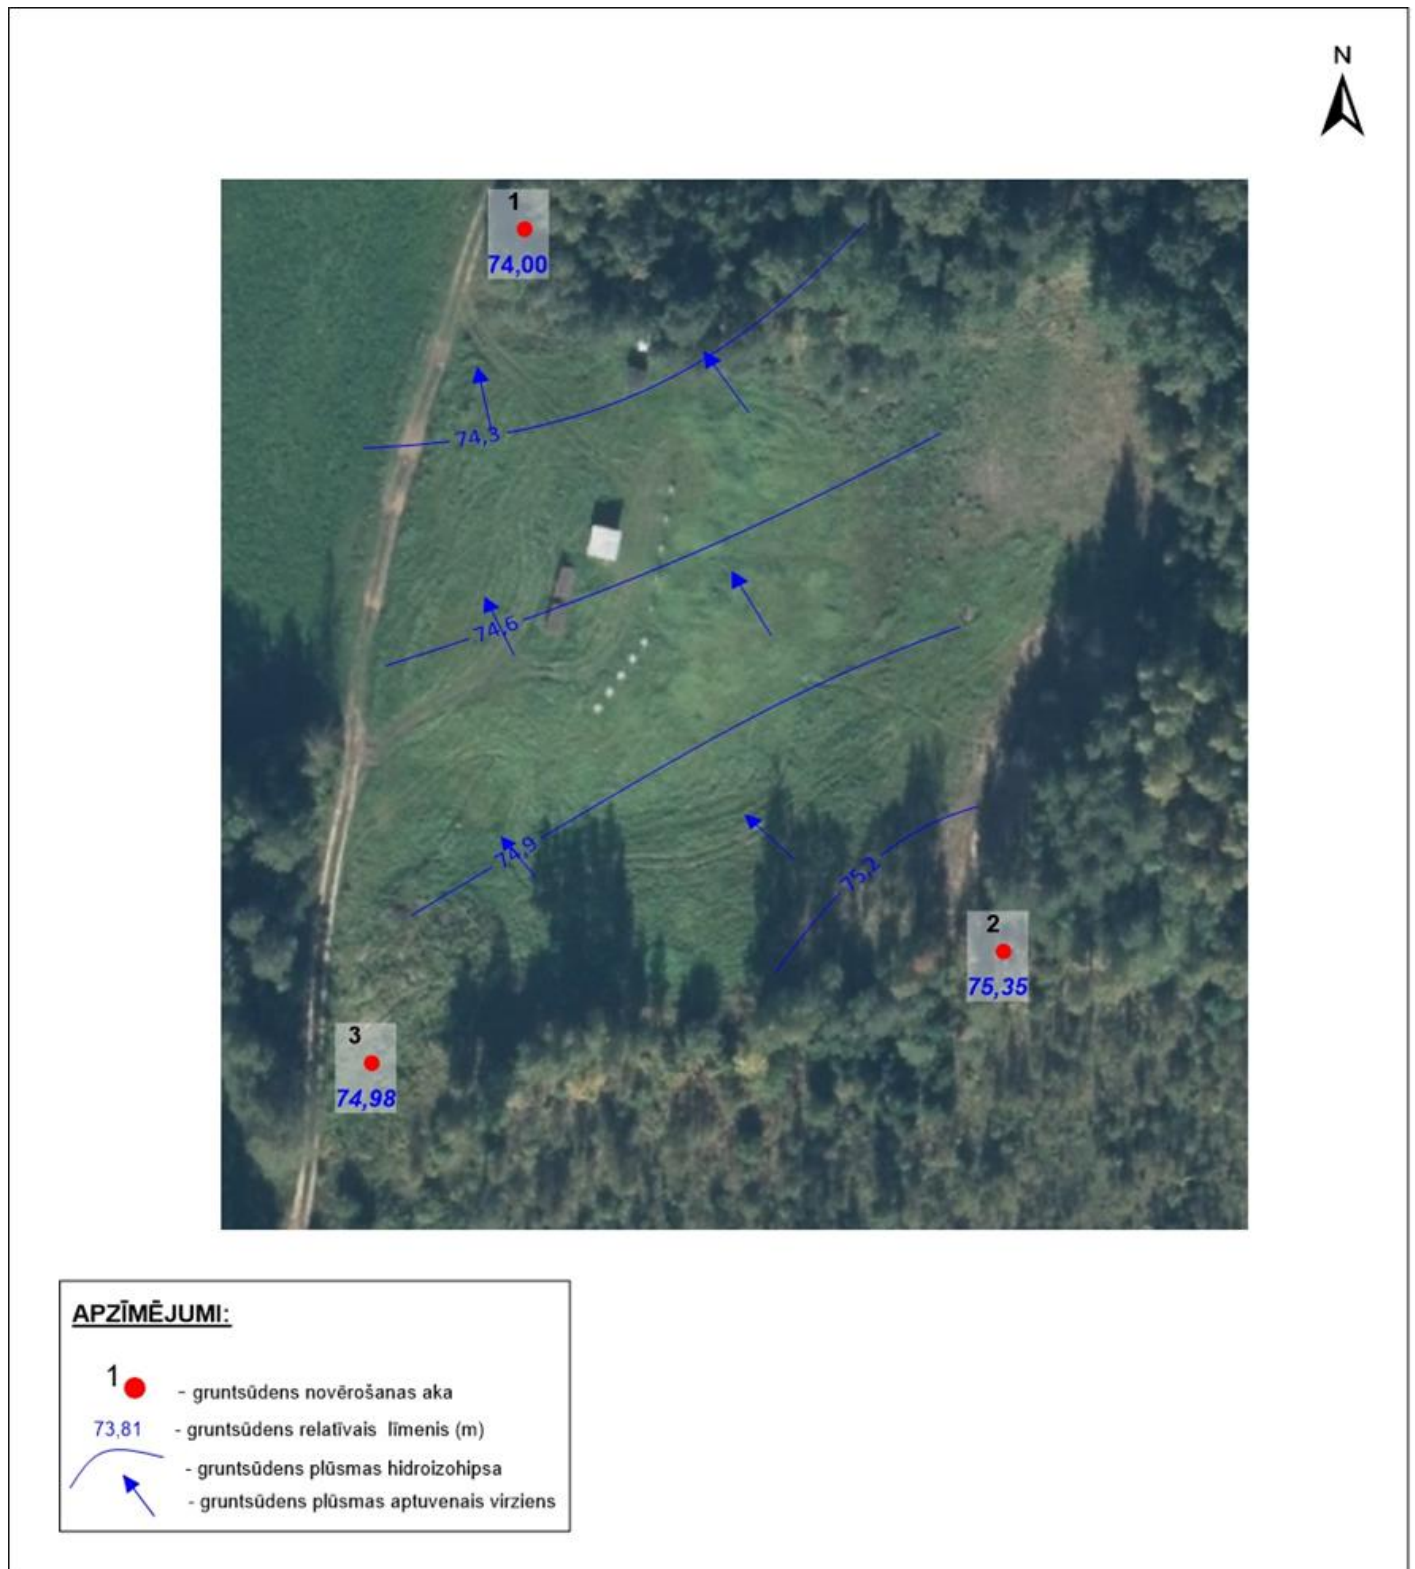 N
1
74,00
74,3
74,6
74,9
75,2
2
75,35
3
74,98
APZĪMĒJUMI:
1 - gruntsūdens novērošanas aka
73,81 - gruntsūdens relatīvais līmenis (m)
- gruntsūdens plūsmas hidroizohipsa
- gruntsūdens plūsmas aptuvenais virziens